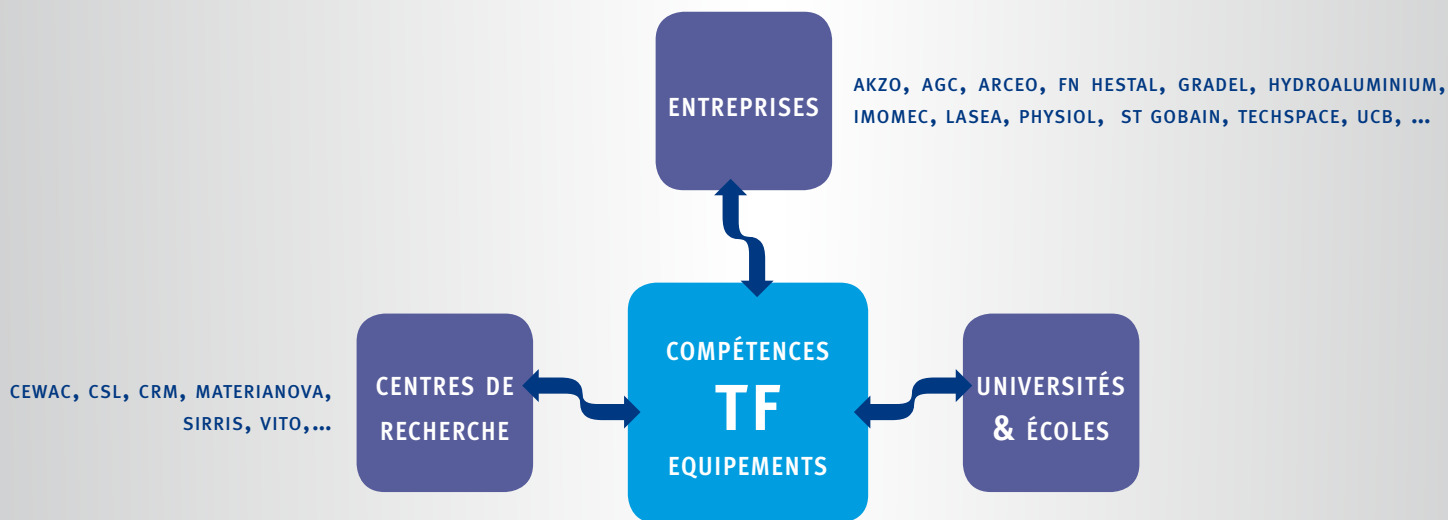 ENTREPRISES
AKZO, AGC, ARCEO, FN HESTAL, GRADEL, HYDROALUMINIUM,
IMOMEC, LASEA, PHYSIOL, ST GOBAIN, TECHSPACE, UCB, ...
COMPÉTENCES
TF
EQUIPEMENTS
CEWAC, CSL, CRM, MATERIANOVA,
SIRRIS, VITO,...
CENTRES DE
RECHERCHE
UNIVERSITÉS
& ÉCOLES